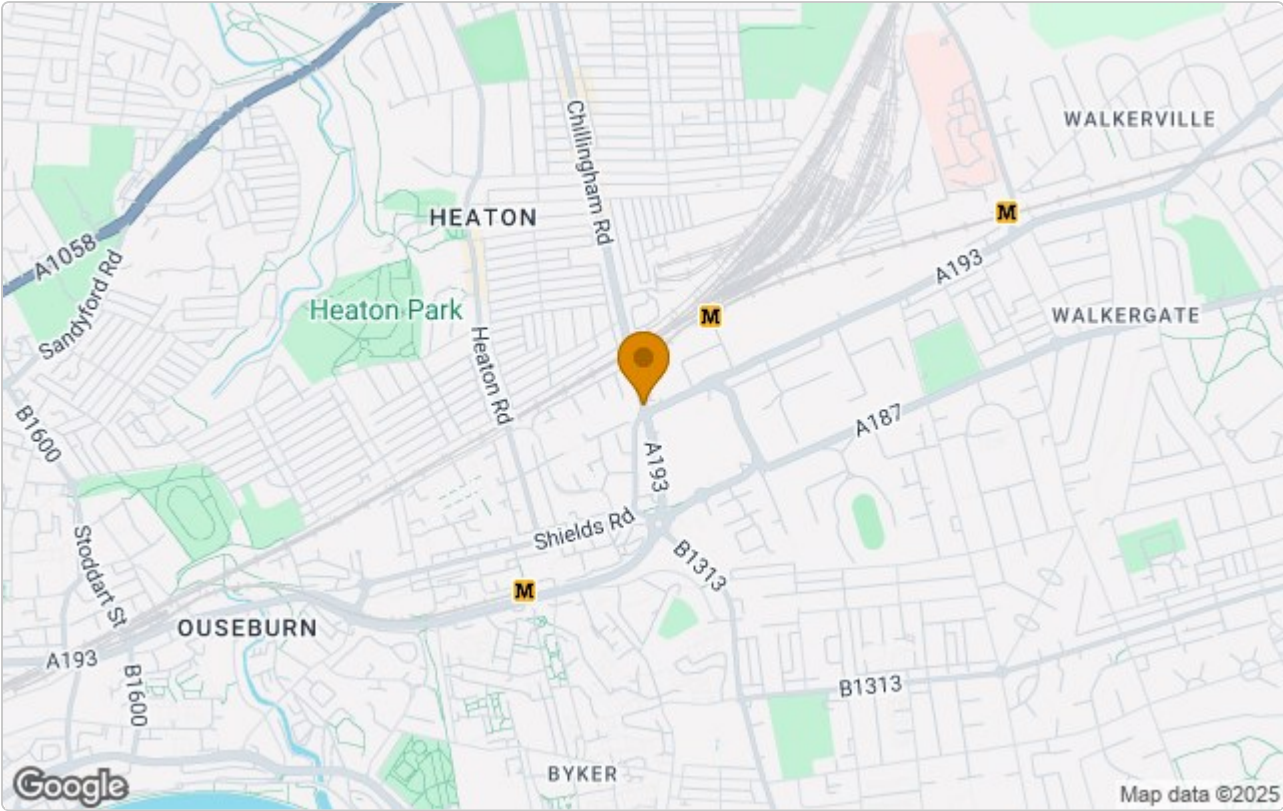 WALKERVILLE
Chillingham Rd
HEATON
M
A1058
Sandyford Rd
A193
Heaton Park
M
WALKERGATE
Heaton Rd
B1600
A187
A193
Shields Rd
Stoddart St
B1313
M
OUSEBURN
A193
B1600
B1313
BYKER
Google
Map data ©2025